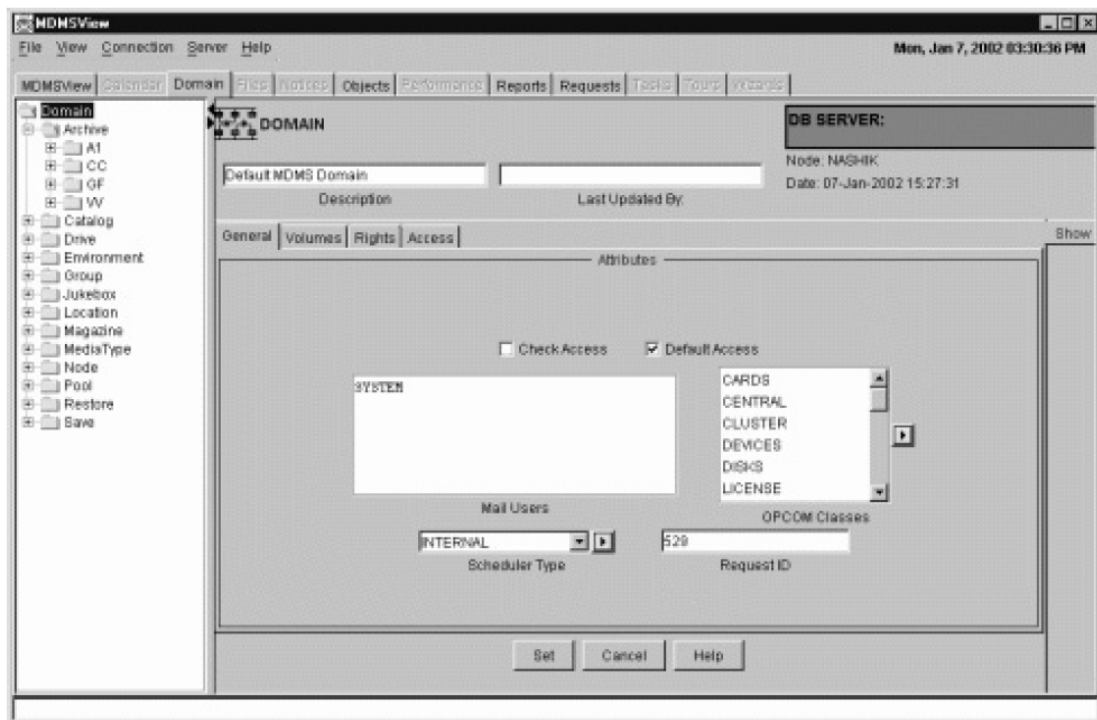 MDMSView
File View Connection Server Help
Mon, Jan 7, 2002 03:30:36 PM
MDMSView Calendar Domain Files Notices Objects Performance Reports Requests Tasks Tours Wizards
Domain
Archive
A1
CC
GF
VV
Catalog
Drive
Environment
Group
Jukebox
Location
Magazine
MediaType
Node
Pool
Restore
Save
DOMAIN
DB SERVER:
Node: NASHIK
Date: 07-Jan-2002 15:27:31
Default MDMS Domain
Description
Last Updated By:
General Volumes Rights Access
Show
Attributes
Check Access
Default Access
SYSTEM
Mail Users
CARDS
CENTRAL
CLUSTER
DEVICES
DISKS
LICENSE
OPCOM Classes
INTERNAL
Scheduler Type
529
Request ID
Set Cancel Help